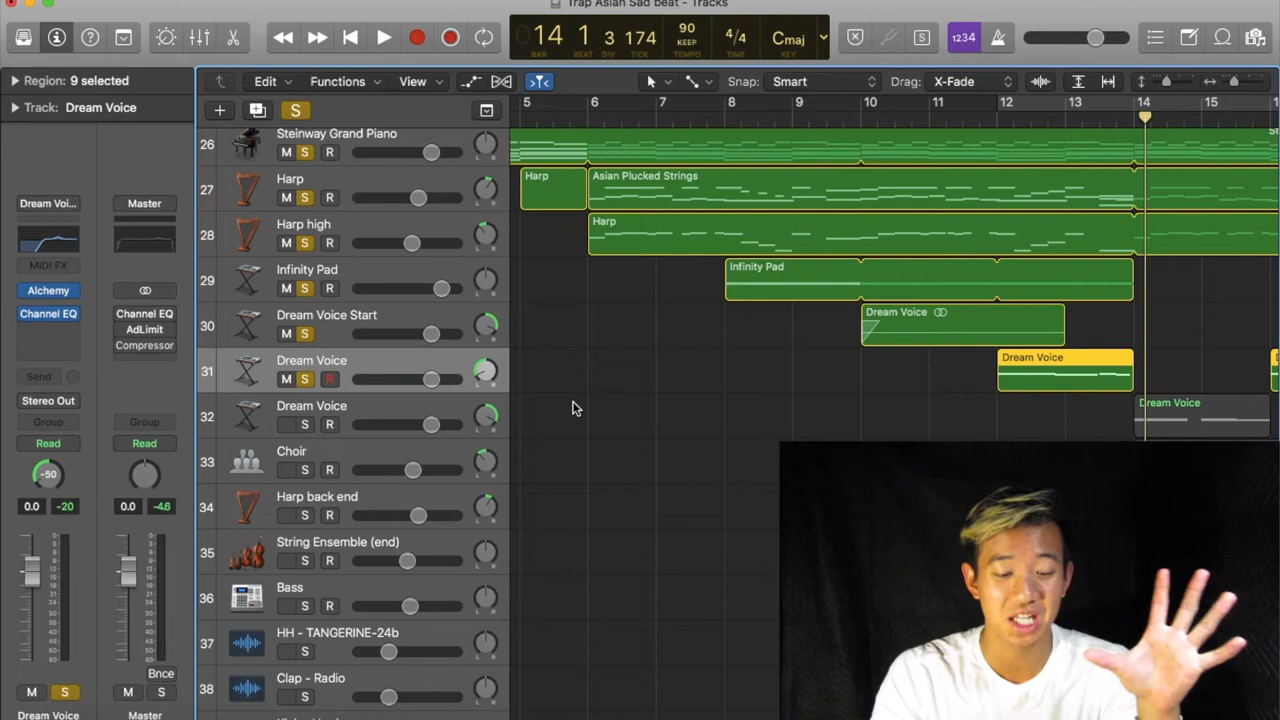 Trap Asian Sad beat - Tracks
1234
14 1 3 174
BAR BEAT DIV TICK
90
KEEP
TEMPO
4/4
Cmaj
Region: 9 selected
Track: Dream Voice
Edit
Functions
View
Snap: Smart
Drag: X-Fade
S
5 6 7 8 9 10 11 12 13 14 15
Dream Voi...
Master
MIDI FX
Alchemy
Channel EQ
Channel EQ
AdLimit
Compressor
Send
Stereo Out
Group
Group
Read
Read
-50
0.0 -20
0.0 -4.6
Bnce
M S
M S
Dream Voice
Master
26 Steinway Grand Piano
M S R
27 Harp
M S R
28 Harp high
M S R
29 Infinity Pad
M S R
30 Dream Voice Start
M S
31 Dream Voice
M S R
32 Dream Voice
S R
33 Choir
S R
34 Harp back end
S R
35 String Ensemble (end)
S R
36 Bass
S R
37 HH - TANGERINE-24b
S
38 Clap - Radio
S
Harp
Asian Plucked Strings
Harp
Infinity Pad
Dream Voice
Dream Voice
Dream Voice